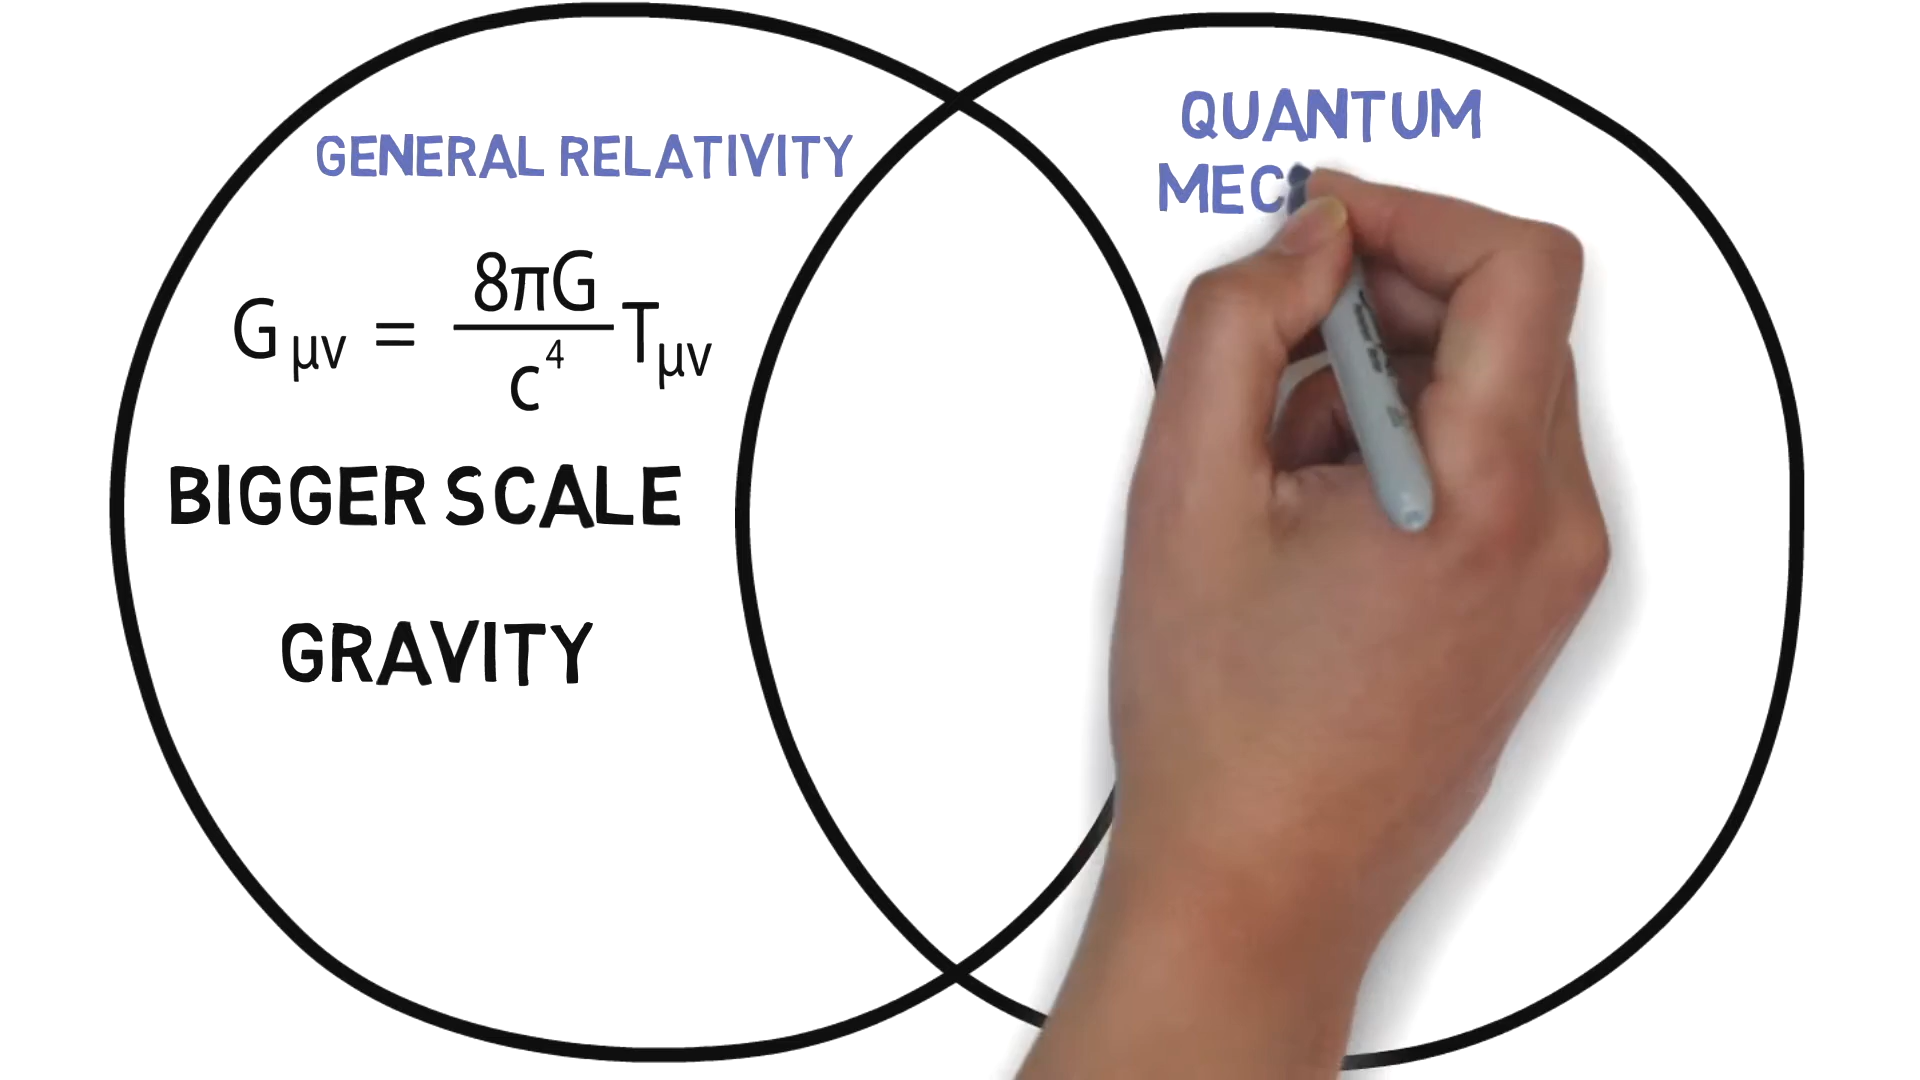 GENERAL RELATIVITY
G μν = 8πG / c⁴ T μν
BIGGER SCALE
GRAVITY
QUANTUM
MEC